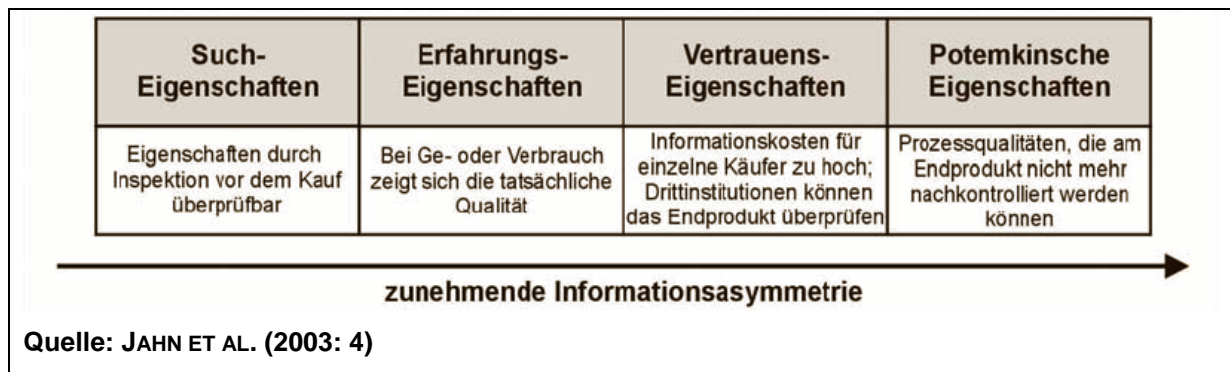 Such-
Eigenschaften
Erfahrungs-
Eigenschaften
Vertrauens-
Eigenschaften
Potemkinsche
Eigenschaften
Eigenschaften durch
Inspektion vor dem Kauf
überprüfbar
Bei Ge- oder Verbrauch
zeigt sich die tatsächliche
Qualität
Informationskosten für
einzelne Käufer zu hoch;
Drittinstitutionen können
das Endprodukt überprüfen
Prozessqualitäten, die am
Endprodukt nicht mehr
nachkontrolliert werden
können
zunehmende Informationsasymmetrie
Quelle: JAHN ET AL. (2003: 4)